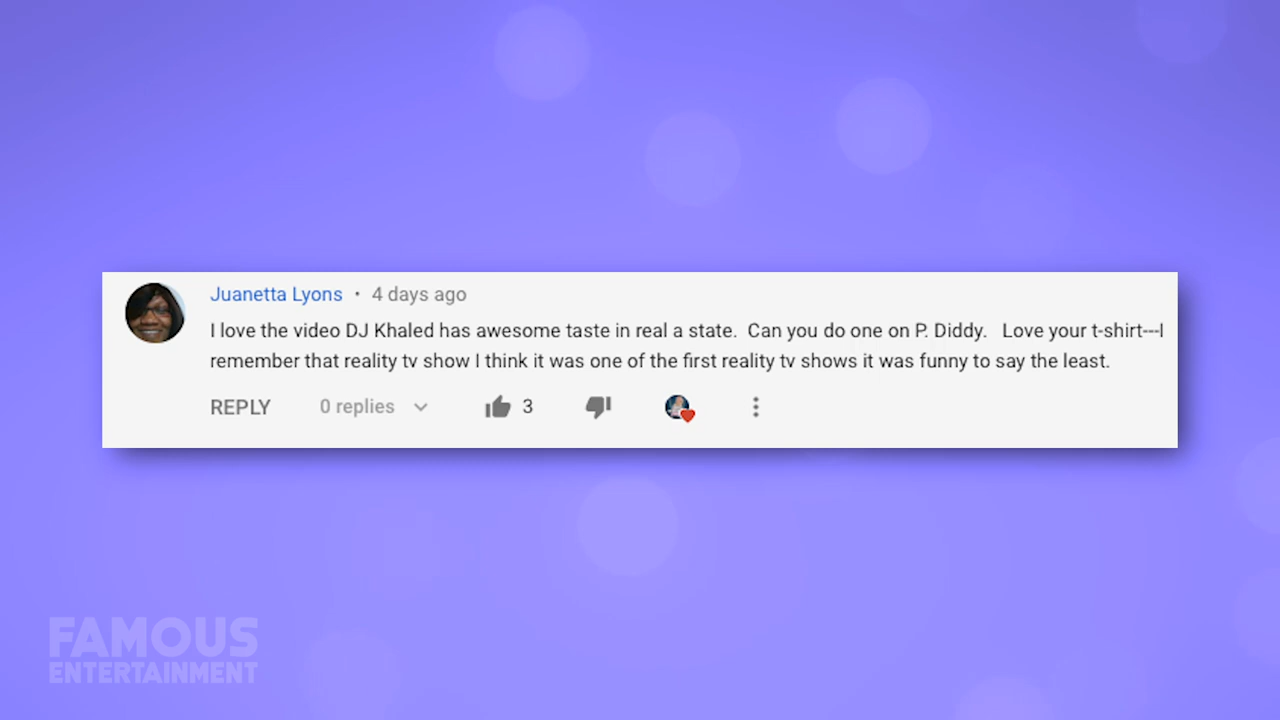 Juanetta Lyons • 4 days ago
I love the video DJ Khaled has awesome taste in real a state.  Can you do one on P. Diddy.   Love your t-shirt---I
remember that reality tv show I think it was one of the first reality tv shows it was funny to say the least.
REPLY 0 replies 3
FAMOUS
ENTERTAINMENT